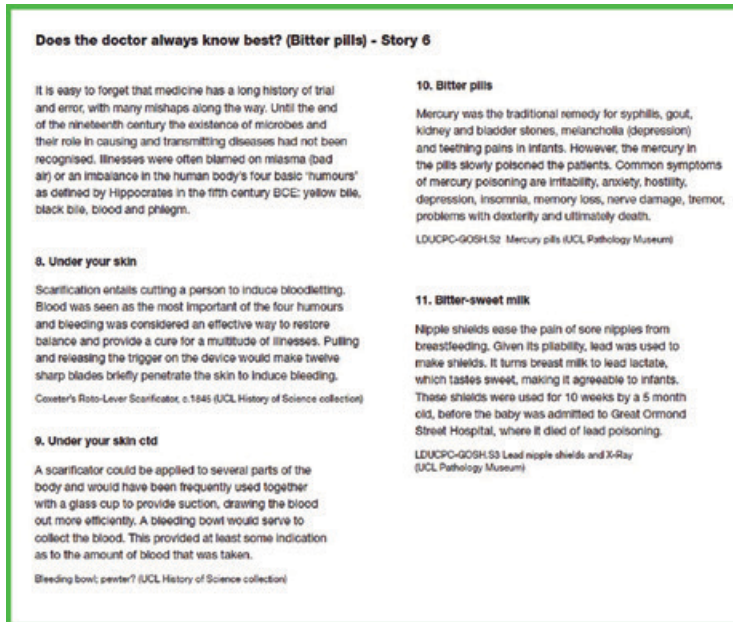 Does the doctor always know best? (Bitter pills) - Story 6
It is easy to forget that medicine has a long history of trial
and error, with many mishaps along the way. Until the end
of the nineteenth century the existence of microbes and
their role in causing and transmitting diseases had not been
recognised. Illnesses were often blamed on miasma (bad
air) or an imbalance in the human body's four basic 'humours'
as defined by Hippocrates in the fifth century BCE: yellow bile,
black bile, blood and phlegm.
8. Under your skin
Scarification entails cutting a person to induce bloodletting.
Blood was seen as the most important of the four humours
and bleeding was considered an effective way to restore
balance and provide a cure for a multitude of illnesses. Pulling
and releasing the trigger on the device would make twelve
sharp blades briefly penetrate the skin to induce bleeding.
Coxeter's Roto-Lever Scarificator, c.1845 (UCL History of Science collection)
9. Under your skin ctd
A scarificator could be applied to several parts of the
body and would have been frequently used together
with a glass cup to provide suction, drawing the blood
out more efficiently. A bleeding bowl would serve to
collect the blood. This provided at least some indication
as to the amount of blood that was taken.
Bleeding bowl; pewter? (UCL History of Science collection)
10. Bitter pills
Mercury was the traditional remedy for syphilis, gout,
kidney and bladder stones, melancholia (depression)
and teething pains in infants. However, the mercury in
the pills slowly poisoned the patients. Common symptoms
of mercury poisoning are irritability, anxiety, hostility,
depression, insomnia, memory loss, nerve damage, tremor,
problems with dexterity and ultimately death.
LDUCPC-GOSH.S2 Mercury pills (UCL Pathology Museum)
11. Bitter-sweet milk
Nipple shields ease the pain of sore nipples from
breastfeeding. Given its pliability, lead was used to
make shields. It turns breast milk to lead lactate,
which tastes sweet, making it agreeable to infants.
These shields were used for 10 weeks by a 5 month
old, before the baby was admitted to Great Ormond
Street Hospital, where it died of lead poisoning.
LDUCPC-GOSH.S3 Lead nipple shields and X-Ray
(UCL Pathology Museum)